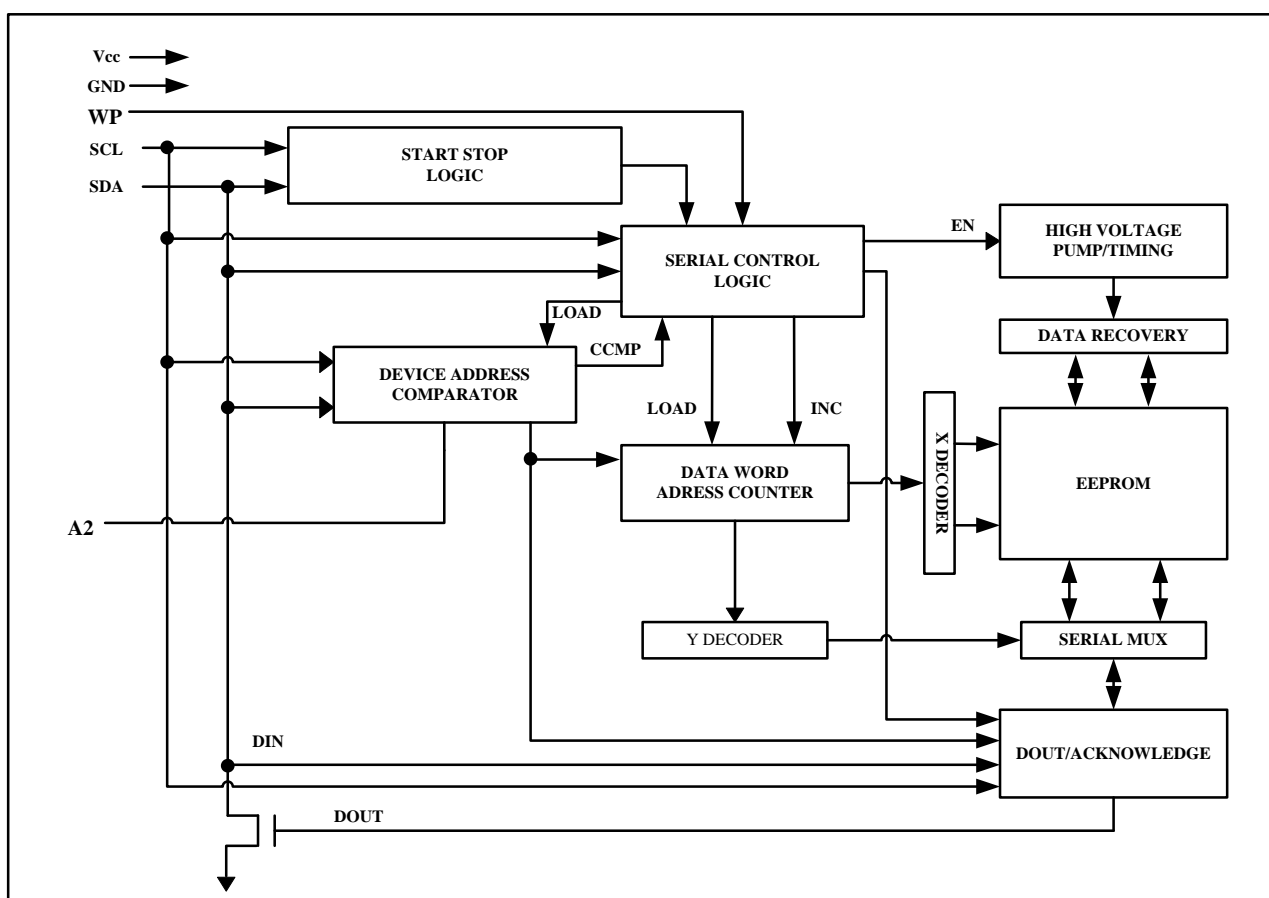 Vcc
GND
WP
SCL
SDA
START STOP
LOGIC
SERIAL CONTROL
LOGIC
EN
HIGH VOLTAGE
PUMP/TIMING
LOAD
CCMP
DATA RECOVERY
DEVICE ADDRESS
COMPARATOR
LOAD
INC
X DECODER
EEPROM
DATA WORD
ADRESS COUNTER
A2
Y DECODER
SERIAL MUX
DIN
DOUT/ACKNOWLEDGE
DOUT